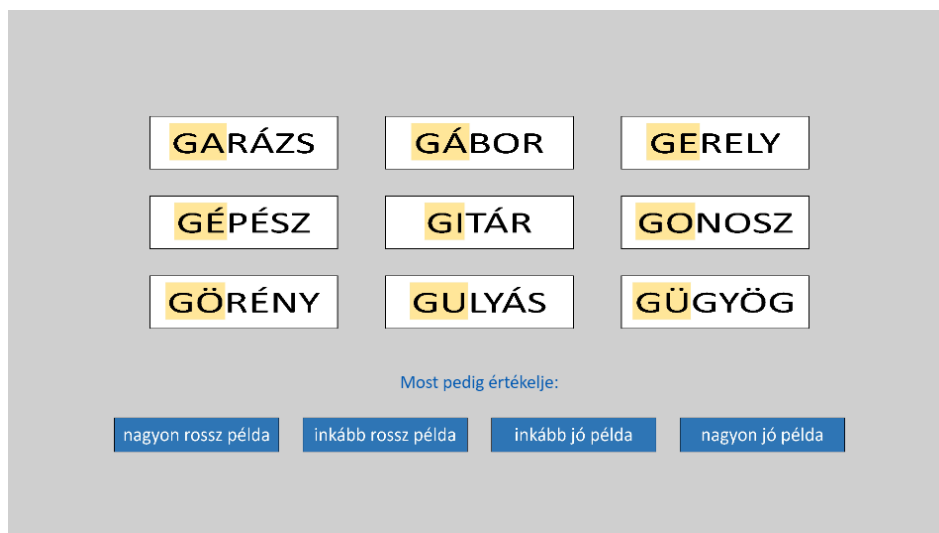 GARÁZS GÁBOR GERELY
GÉPÉSZ GITÁR GONOSZ
GÖRÉNY GULYÁS GÜGYÖG
Most pedig értékelje:
nagyon rossz példa inkább rossz példa inkább jó példa nagyon jó példa